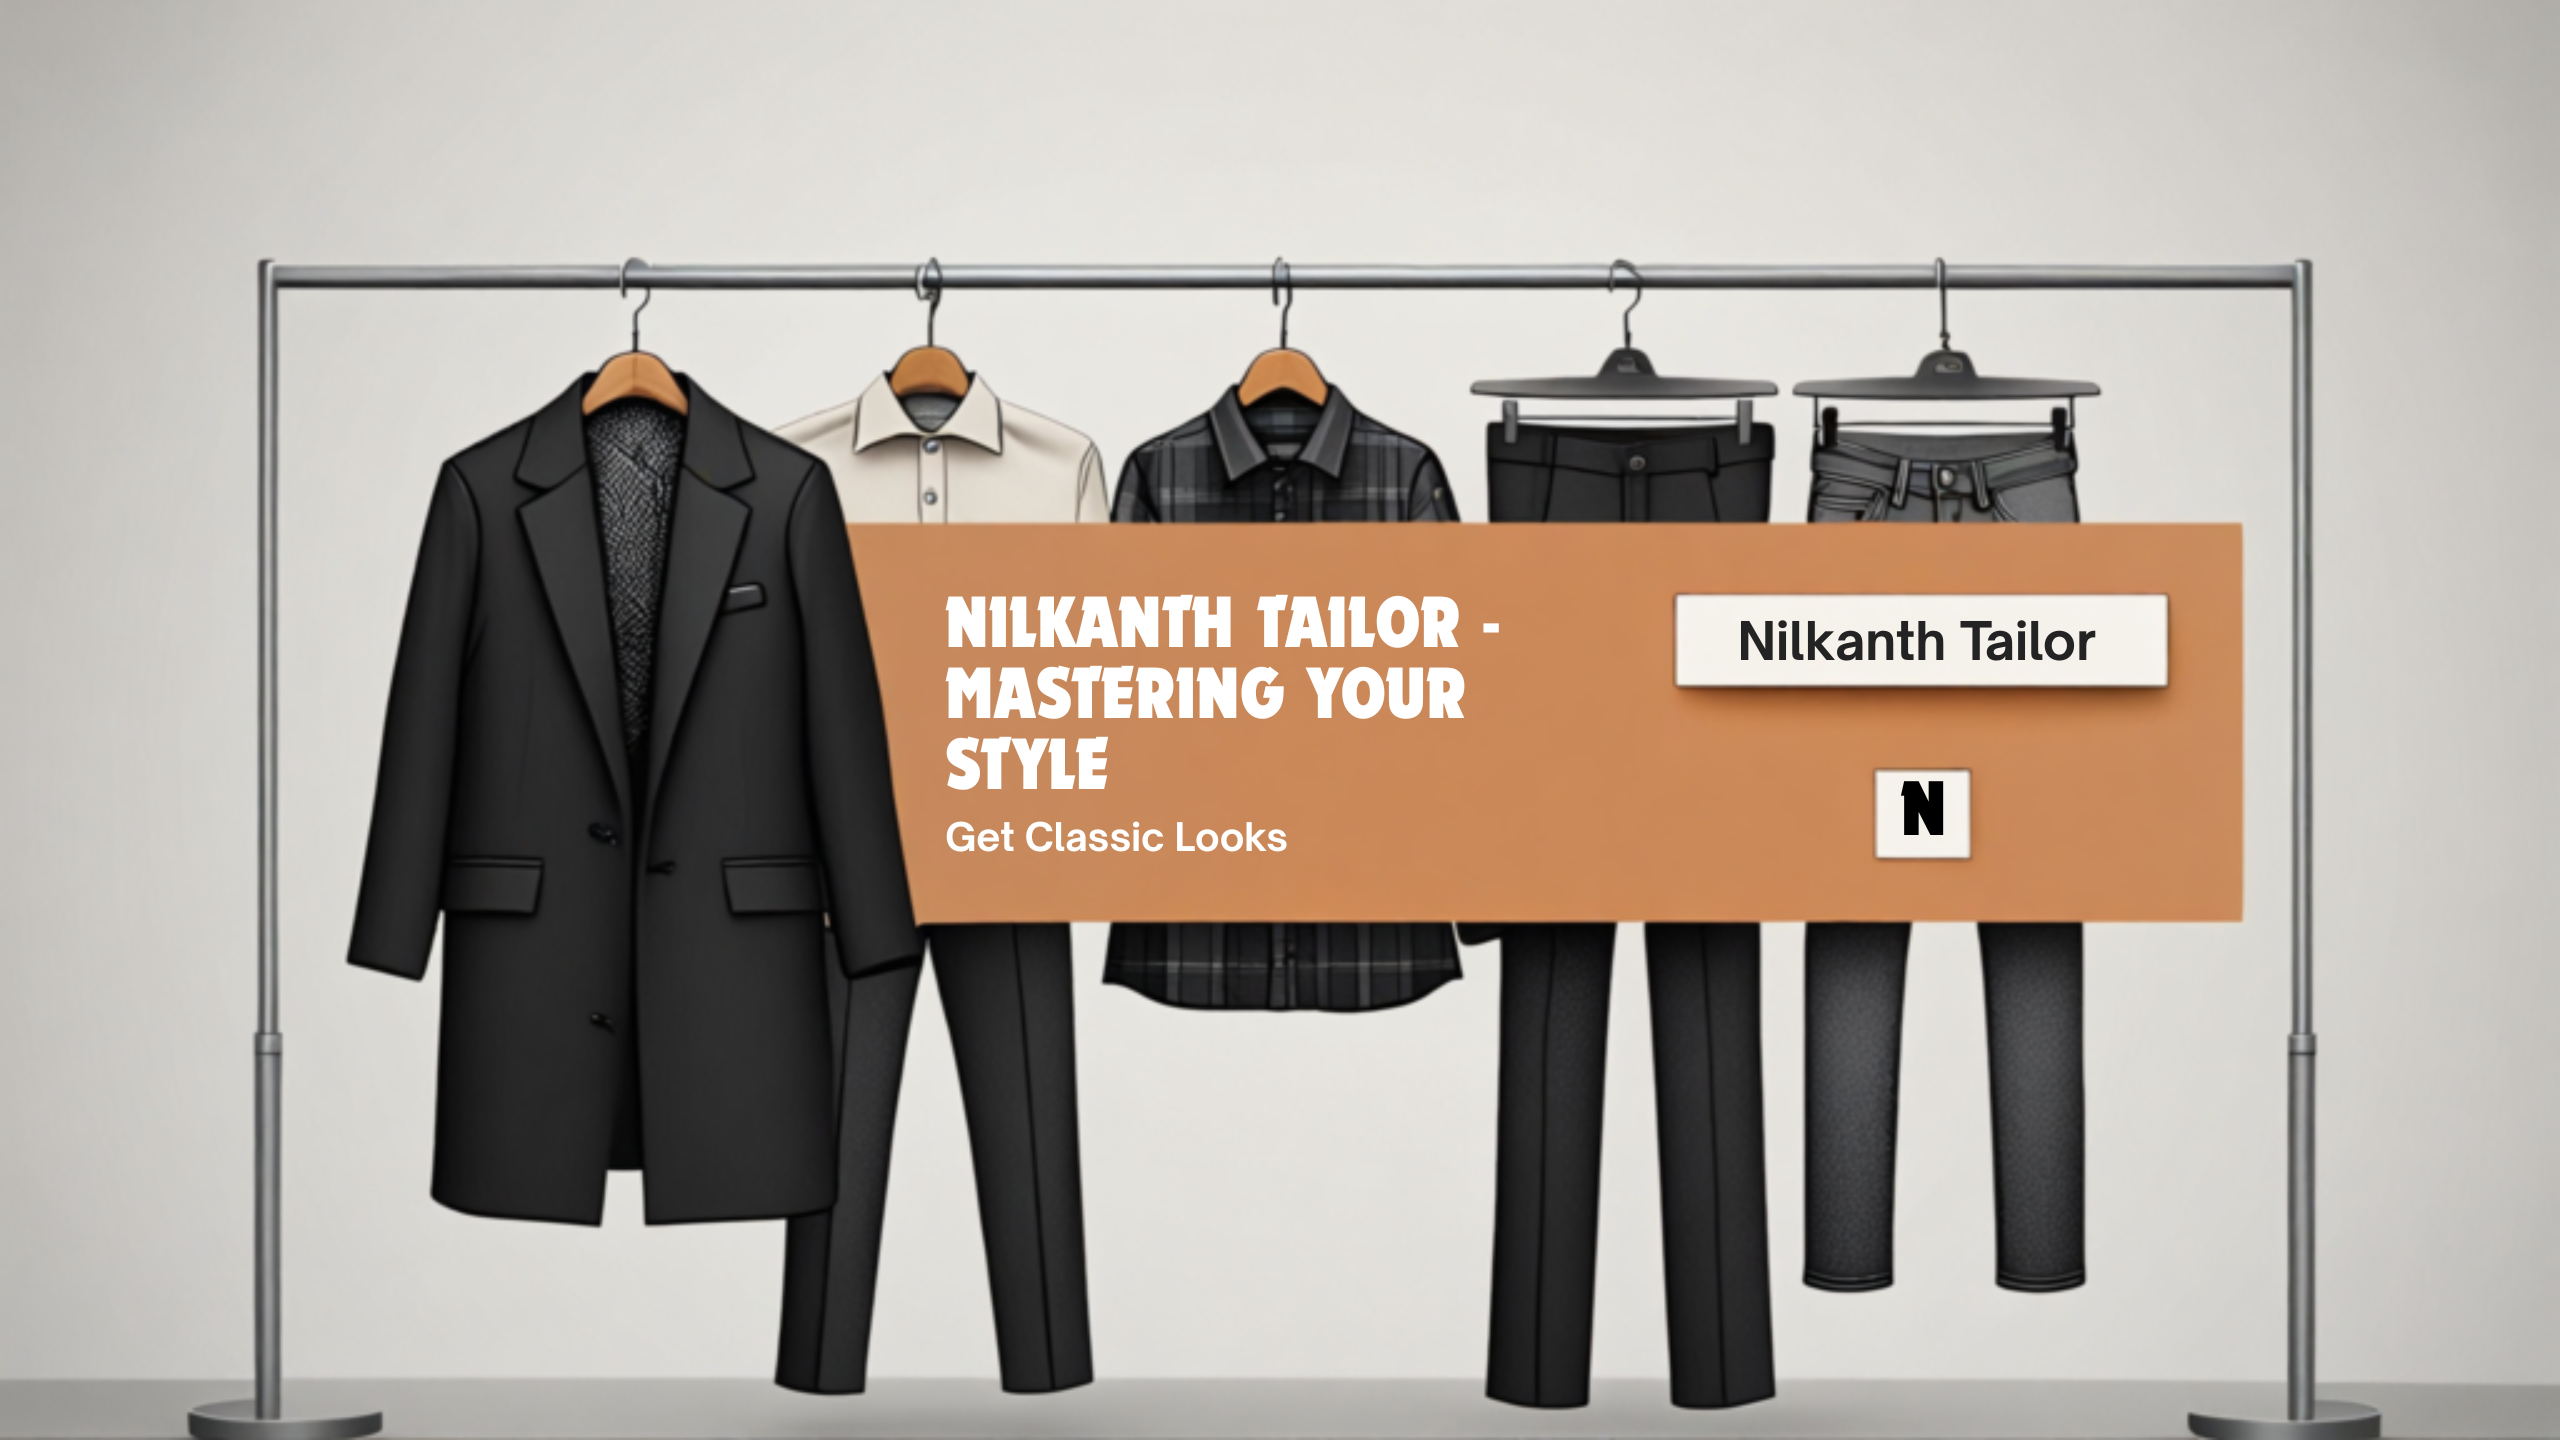 NILKANTH TAILOR -
MASTERING YOUR
STYLE
Get Classic Looks
Nilkanth Tailor
N